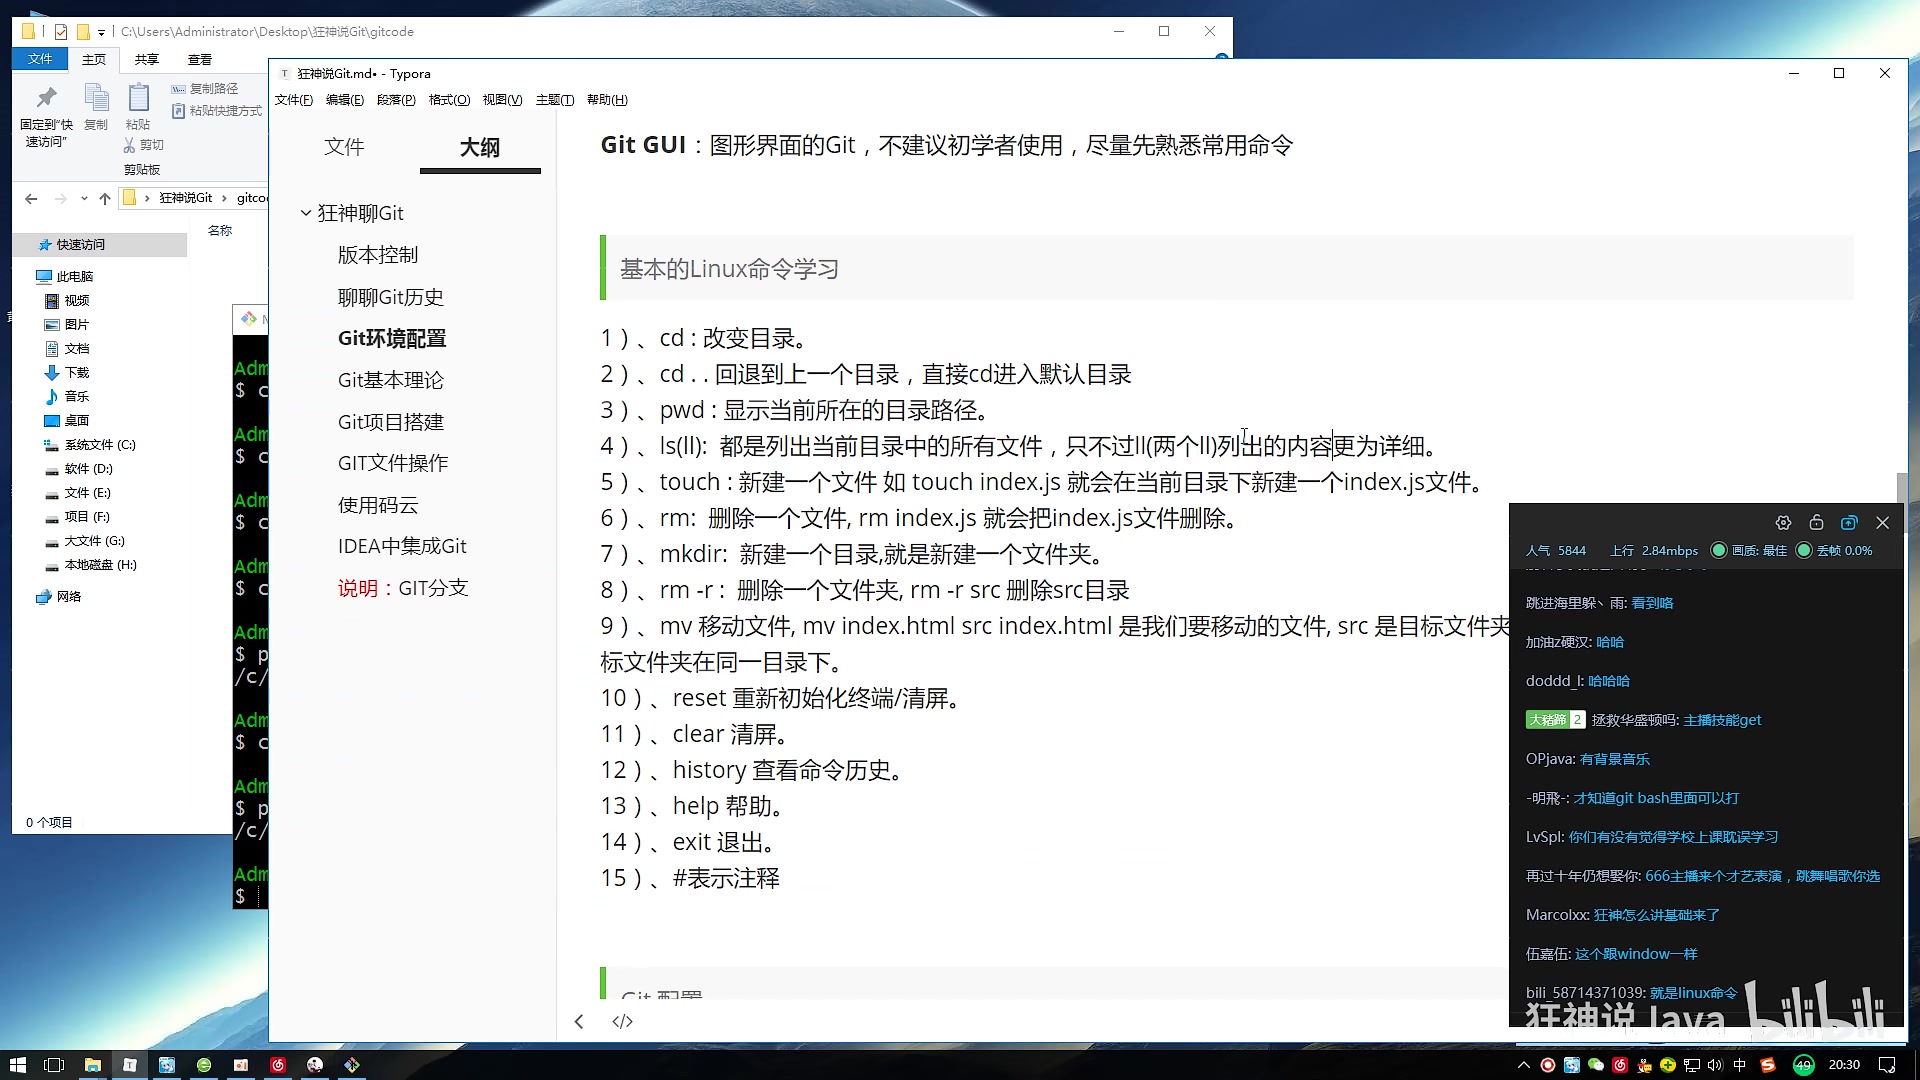 C:\Users\Administrator\Desktop\狂神说Git\gitcode
文件
主页
共享
查看
固定到“快速访问”
复制
粘贴
复制路径
粘贴快捷方式
剪切
剪贴板
狂神说Git
名称
快速访问
此电脑
视频
图片
文档
下载
音乐
桌面
系统文件 (C:)
软件 (D:)
文件 (E:)
项目 (F:)
大文件 (G:)
本地磁盘 (H:)
网络
0 个项目
狂神说Git.md• - Typora
文件(F) 编辑(E) 段落(P) 格式(O) 视图(V) 主题(T) 帮助(H)
文件
大纲
狂神聊Git
版本控制
聊聊Git历史
Git环境配置
Git基本理论
Git项目搭建
GIT文件操作
使用码云
IDEA中集成Git
说明：GIT分支
Git GUI：图形界面的Git，不建议初学者使用，尽量先熟悉常用命令
基本的Linux命令学习
1）、cd : 改变目录。
2）、cd . . 回退到上一个目录，直接cd进入默认目录
3）、pwd : 显示当前所在的目录路径。
4）、ls(ll): 都是列出当前目录中的所有文件，只不过ll(两个ll)列出的内容更为详细。
5）、touch : 新建一个文件 如 touch index.js 就会在当前目录下新建一个index.js文件。
6）、rm: 删除一个文件, rm index.js 就会把index.js文件删除。
7）、mkdir: 新建一个目录,就是新建一个文件夹。
8）、rm -r : 删除一个文件夹, rm -r src 删除src目录
9）、mv 移动文件, mv index.html src index.html 是我们要移动的文件, src 是目标文件夹
标文件夹在同一目录下。
10）、reset 重新初始化终端/清屏。
11）、clear 清屏。
12）、history 查看命令历史。
13）、help 帮助。
14）、exit 退出。
15）、#表示注释
Git 配置
人气 5844 上行 2.84mbps 画质: 最佳 丢帧 0.0%
跳进海里躲丶雨: 看到咯
加油z硬汉: 哈哈
doddd_l: 哈哈哈
大猪蹄 2 拯救华盛顿吗: 主播技能get
OPjava: 有背景音乐
-明飛-: 才知道git bash里面可以打
LvSpl: 你们有没有觉得学校上课耽误学习
再过十年仍想娶你: 666主播来个才艺表演，跳舞唱歌你选
Marcolxx: 狂神怎么讲基础来了
伍嘉伍: 这个跟window一样
bili_58714371039: 就是linux命令
狂神说Java bilibili
中
49
20:30